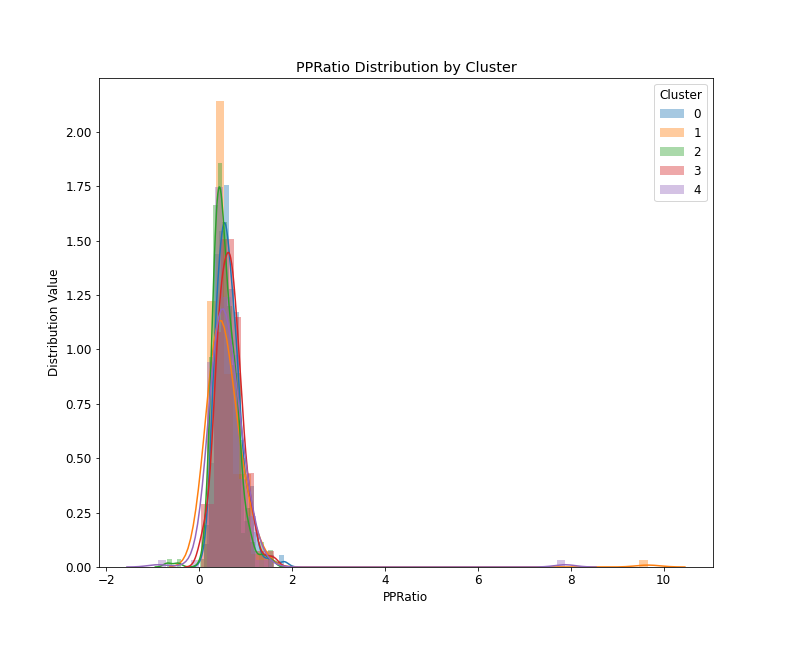 PPRatio Distribution by Cluster
Cluster
0
1
2
3
4
2.00
1.75
1.50
1.25
1.00
0.75
0.50
0.25
0.00
Distribution Value
−2 0 2 4 6 8 10
PPRatio